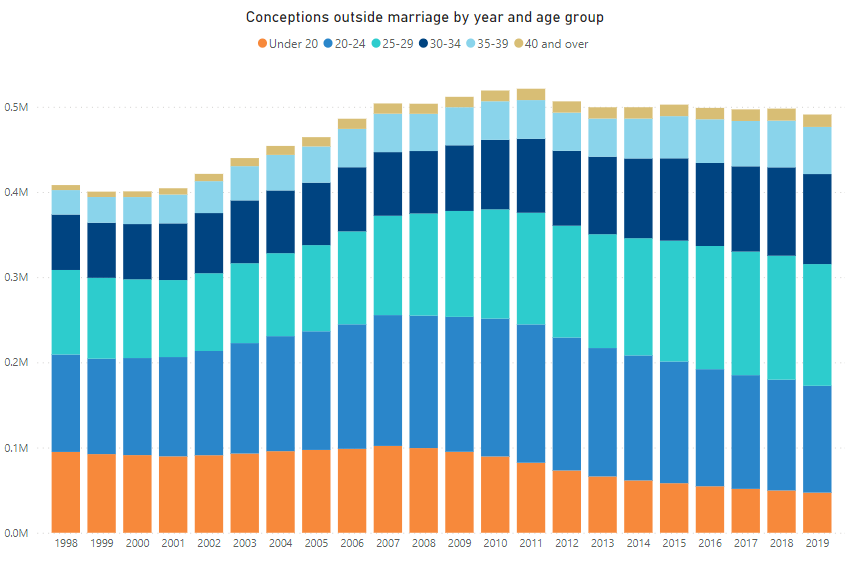 Conceptions outside marriage by year and age group
Under 20 20-24 25-29 30-34 35-39 40 and over
0.5M
0.4M
0.3M
0.2M
0.1M
0.0M
1998 1999 2000 2001 2002 2003 2004 2005 2006 2007 2008 2009 2010 2011 2012 2013 2014 2015 2016 2017 2018 2019